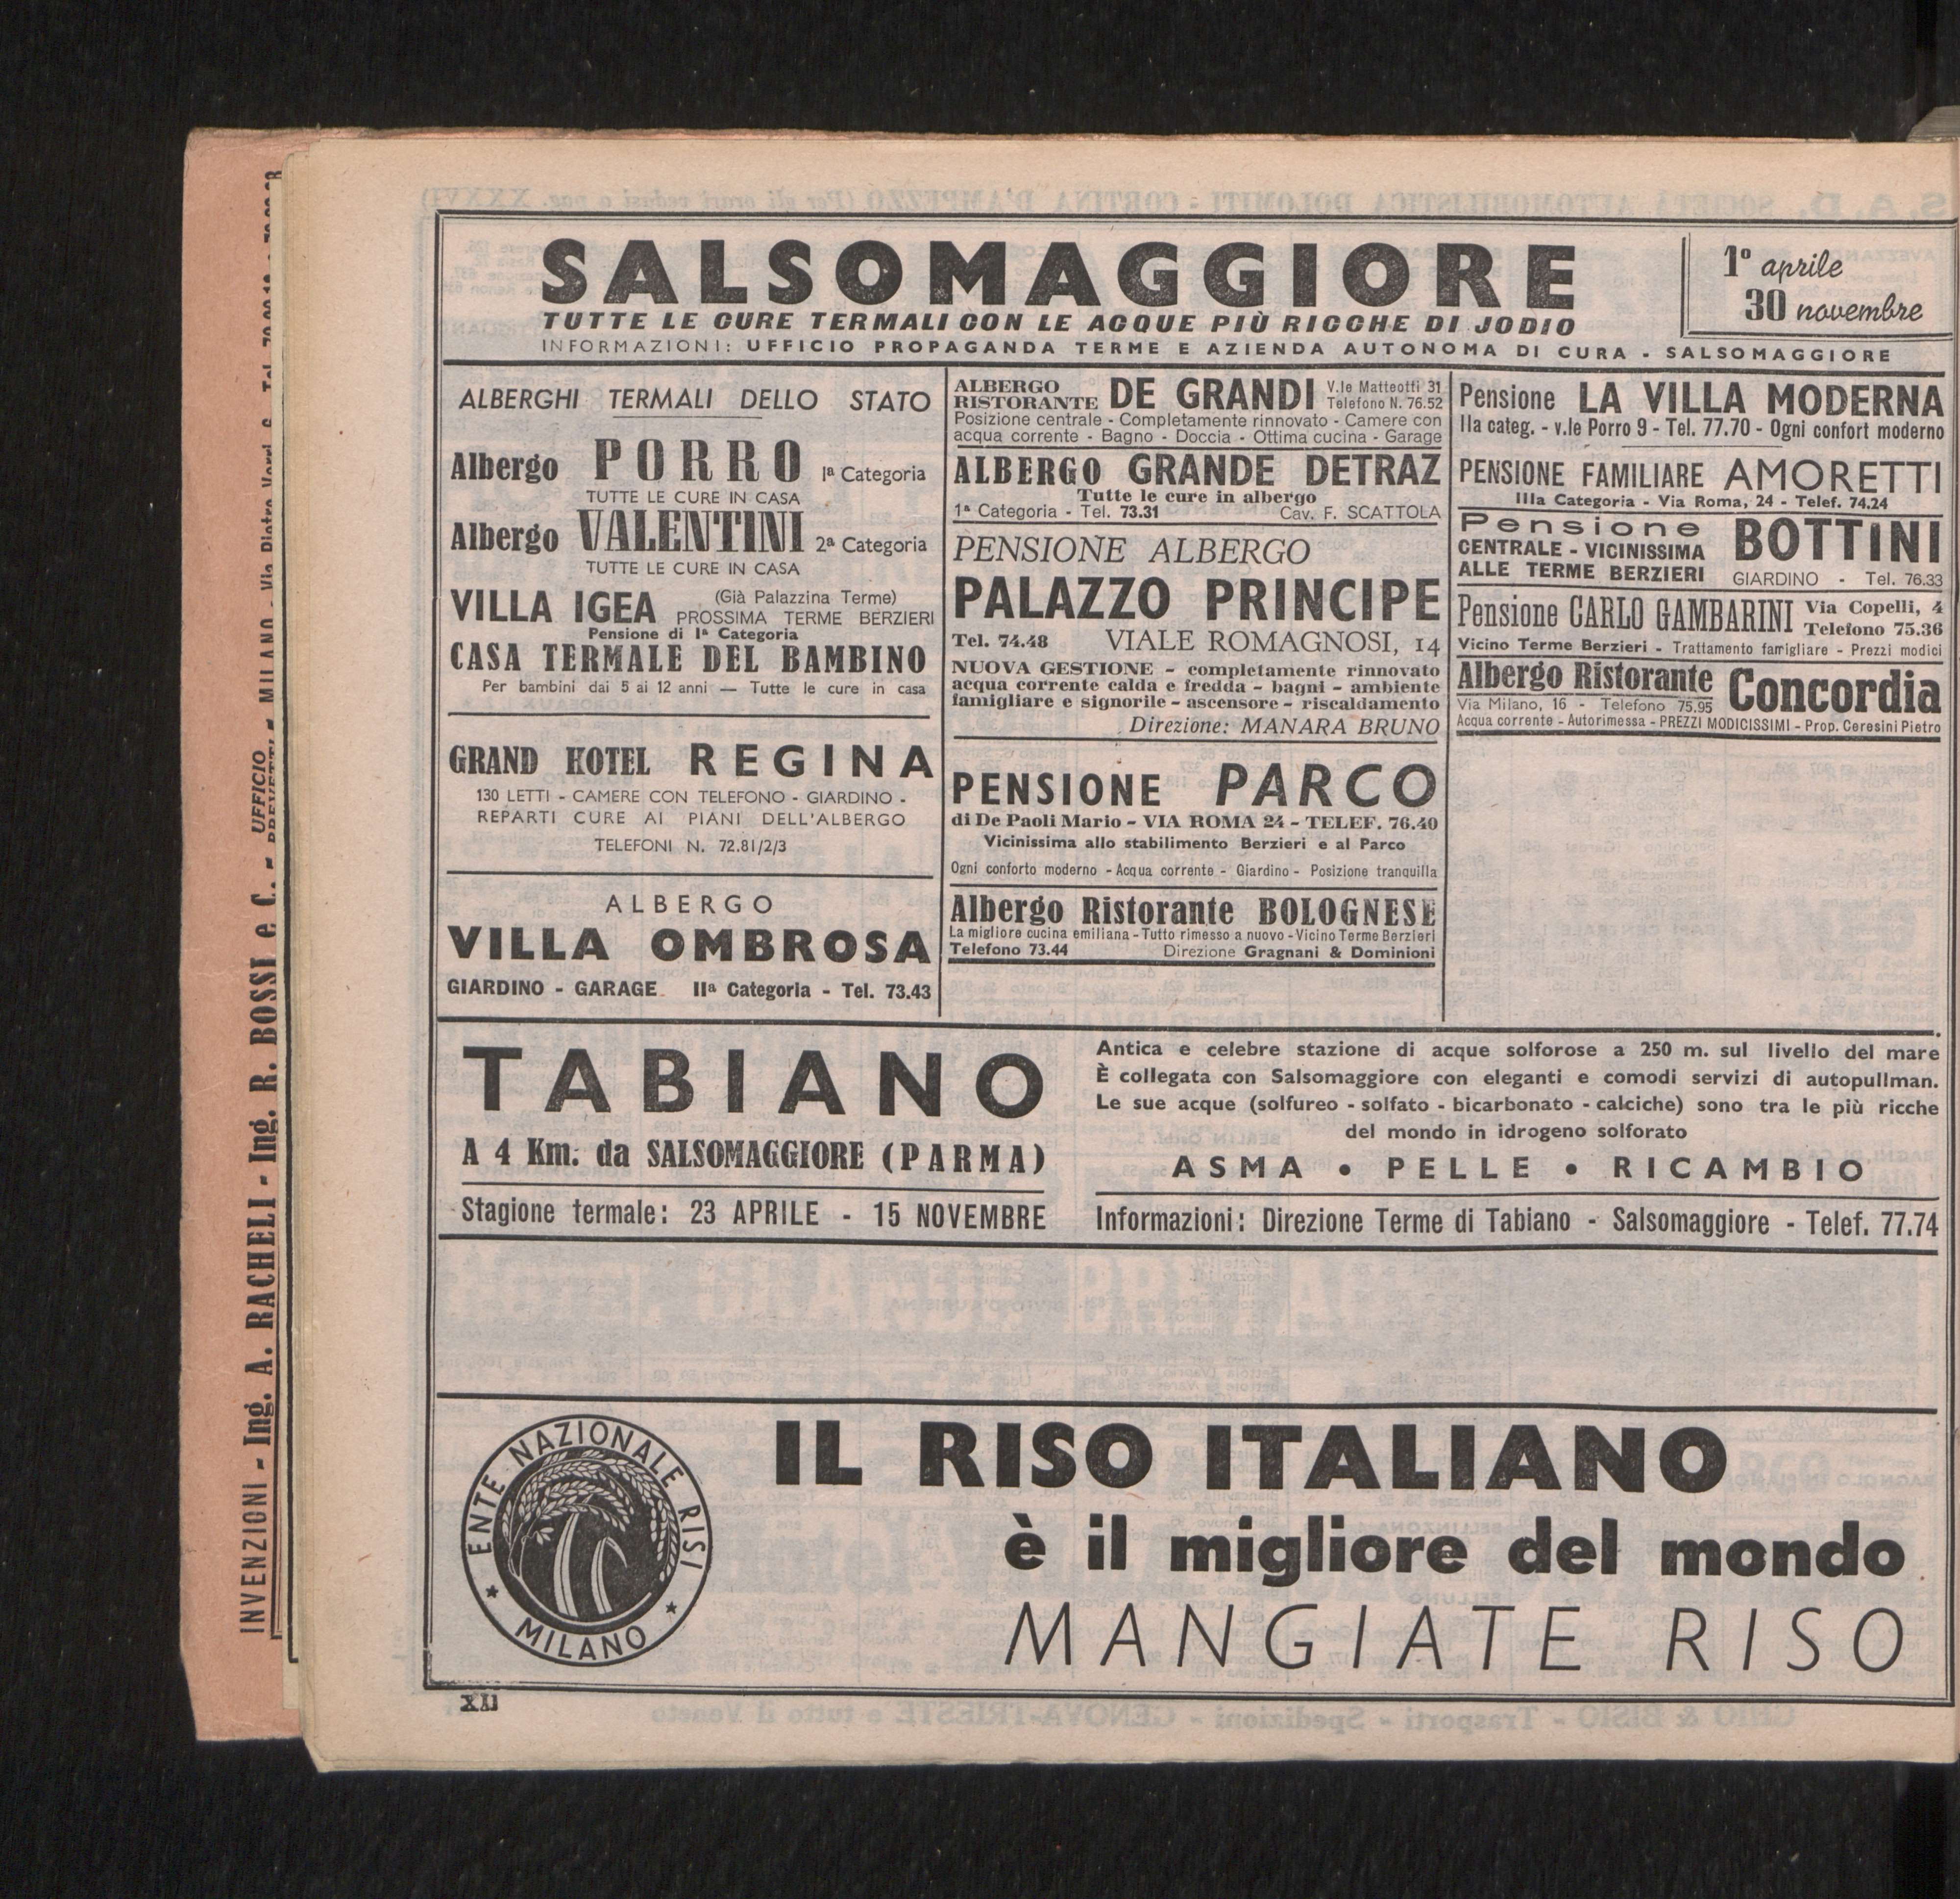 SALSOMAGGIORE
TUTTE LE CURE TERMALI CON LE ACQUE PIÙ RICCHE DI JODIO
INFORMAZIONI: UFFICIO PROPAGANDA TERME E AZIENDA AUTONOMA DI CURA - SALSOMAGGIORE
1° aprile
30 novembre
ALBERGHI TERMALI DELLO STATO
Albergo PORRO 1ª Categoria
TUTTE LE CURE IN CASA
Albergo VALENTINI 2ª Categoria
TUTTE LE CURE IN CASA
VILLA IGEA (Già Palazzina Terme)
PROSSIMA TERME BERZIERI
Pensione di Iª Categoria
CASA TERMALE DEL BAMBINO
Per bambini dai 5 ai 12 anni — Tutte le cure in casa
GRAND HOTEL REGINA
130 LETTI - CAMERE CON TELEFONO - GIARDINO -
REPARTI CURE AI PIANI DELL'ALBERGO
TELEFONI N. 72.81/2/3
ALBERGO
VILLA OMBROSA
GIARDINO - GARAGE IIª Categoria - Tel. 73.43
ALBERGO
RISTORANTE DE GRANDI V.le Matteotti 31
Telefono N. 76.52
Posizione centrale - Completamente rinnovato - Camere con
acqua corrente - Bagno - Doccia - Ottima cucina - Garage
ALBERGO GRANDE DETRAZ
Tutte le cure in albergo
1ª Categoria - Tel. 73.31 Cav. F. SCATTOLA
PENSIONE ALBERGO
PALAZZO PRINCIPE
Tel. 74.48 VIALE ROMAGNOSI, 14
NUOVA GESTIONE - completamente rinnovato
acqua corrente calda e fredda - bagni - ambiente
famigliare e signorile - ascensore - riscaldamento
Direzione: MANARA BRUNO
PENSIONE PARCO
di De Paoli Mario - VIA ROMA 24 - TELEF. 76.40
Vicinissima allo stabilimento Berzieri e al Parco
Ogni conforto moderno - Acqua corrente - Giardino - Posizione tranquilla
Albergo Ristorante BOLOGNESE
La migliore cucina emiliana - Tutto rimesso a nuovo - Vicino Terme Berzieri
Telefono 73.44 Direzione Gragnani & Dominioni
Pensione LA VILLA MODERNA
IIa categ. - v.le Porro 9 - Tel. 77.70 - Ogni confort moderno
PENSIONE FAMILIARE AMORETTI
IIIa Categoria - Via Roma, 24 - Telef. 74.24
Pensione BOTTINI
CENTRALE - VICINISSIMA
ALLE TERME BERZIERI GIARDINO - Tel. 76.33
Pensione CARLO GAMBARINI Via Copelli, 4
Telefono 75.36
Vicino Terme Berzieri - Trattamento famigliare - Prezzi modici
Albergo Ristorante Concordia
Via Milano, 16 - Telefono 75.95
Acqua corrente - Autorimessa - PREZZI MODICISSIMI - Prop. Ceresini Pietro
TABIANO
A 4 Km. da SALSOMAGGIORE (PARMA)
Stagione termale: 23 APRILE - 15 NOVEMBRE
Antica e celebre stazione di acque solforose a 250 m. sul livello del mare
È collegata con Salsomaggiore con eleganti e comodi servizi di autopullman.
Le sue acque (solfureo - solfato - bicarbonato - calciche) sono tra le più ricche
del mondo in idrogeno solforato
ASMA • PELLE • RICAMBIO
Informazioni: Direzione Terme di Tabiano - Salsomaggiore - Telef. 77.74
ENTE NAZIONALE RISI
MILANO
IL RISO ITALIANO
è il migliore del mondo
MANGIATE RISO
XII
INVENZIONI - Ing. A. RACHELI - Ing. R. BOSSI e C. - UFFICIO
MILANO